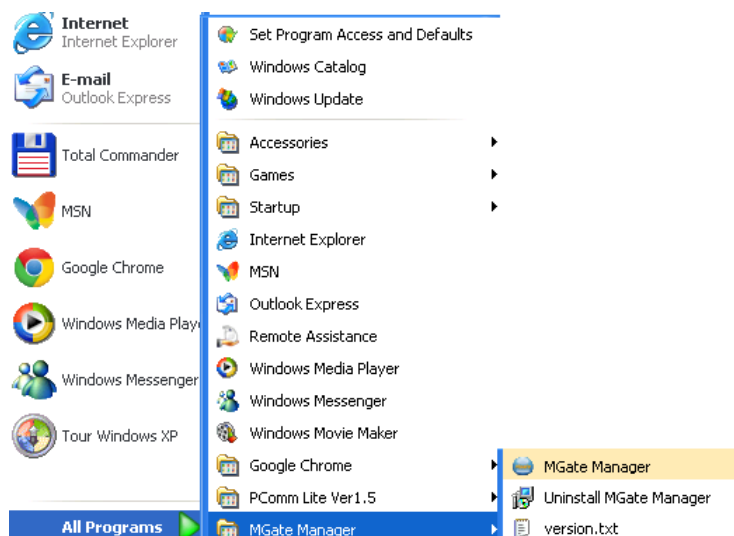 Internet
Internet Explorer
E-mail
Outlook Express
Total Commander
MSN
Google Chrome
Windows Media Play
Windows Messenger
Tour Windows XP
All Programs
Set Program Access and Defaults
Windows Catalog
Windows Update
Accessories
Games
Startup
Internet Explorer
MSN
Outlook Express
Remote Assistance
Windows Media Player
Windows Messenger
Windows Movie Maker
Google Chrome
PComm Lite Ver1.5
MGate Manager
MGate Manager
Uninstall MGate Manager
version.txt